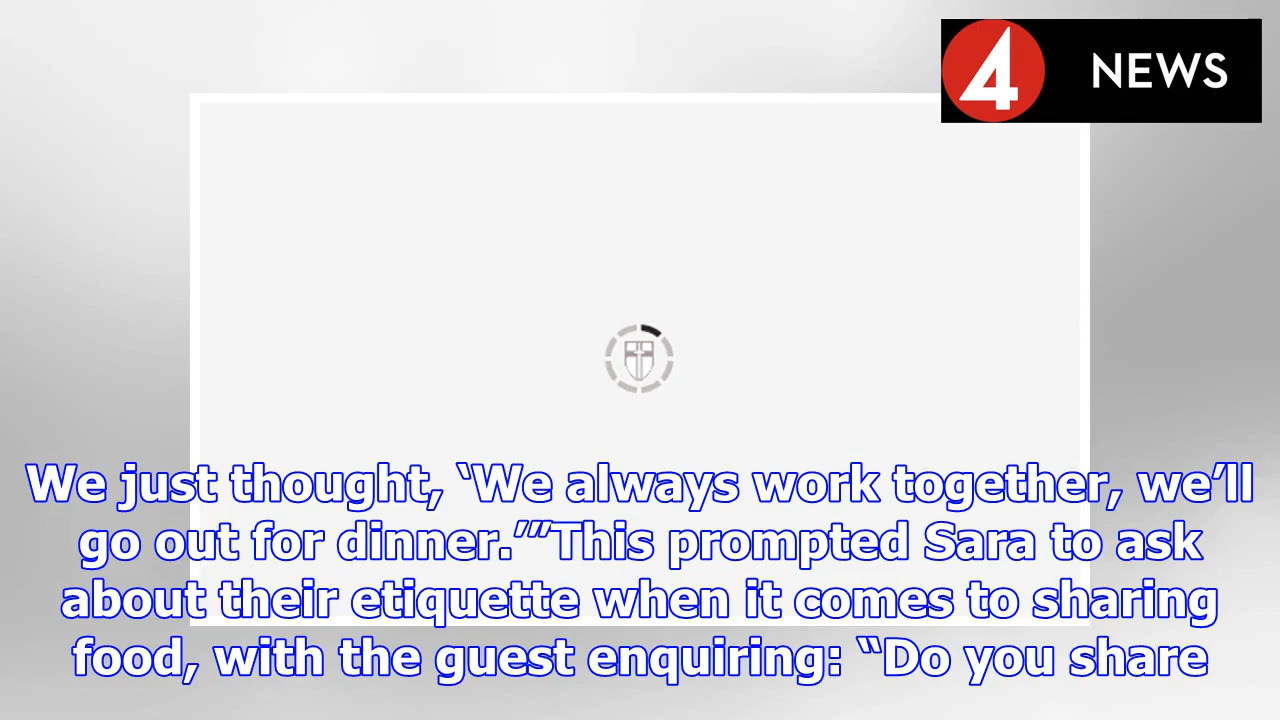 4 NEWS
We just thought, ‘We always work together, we’ll
go out for dinner.’”This prompted Sara to ask
about their etiquette when it comes to sharing
food, with the guest enquiring: “Do you share